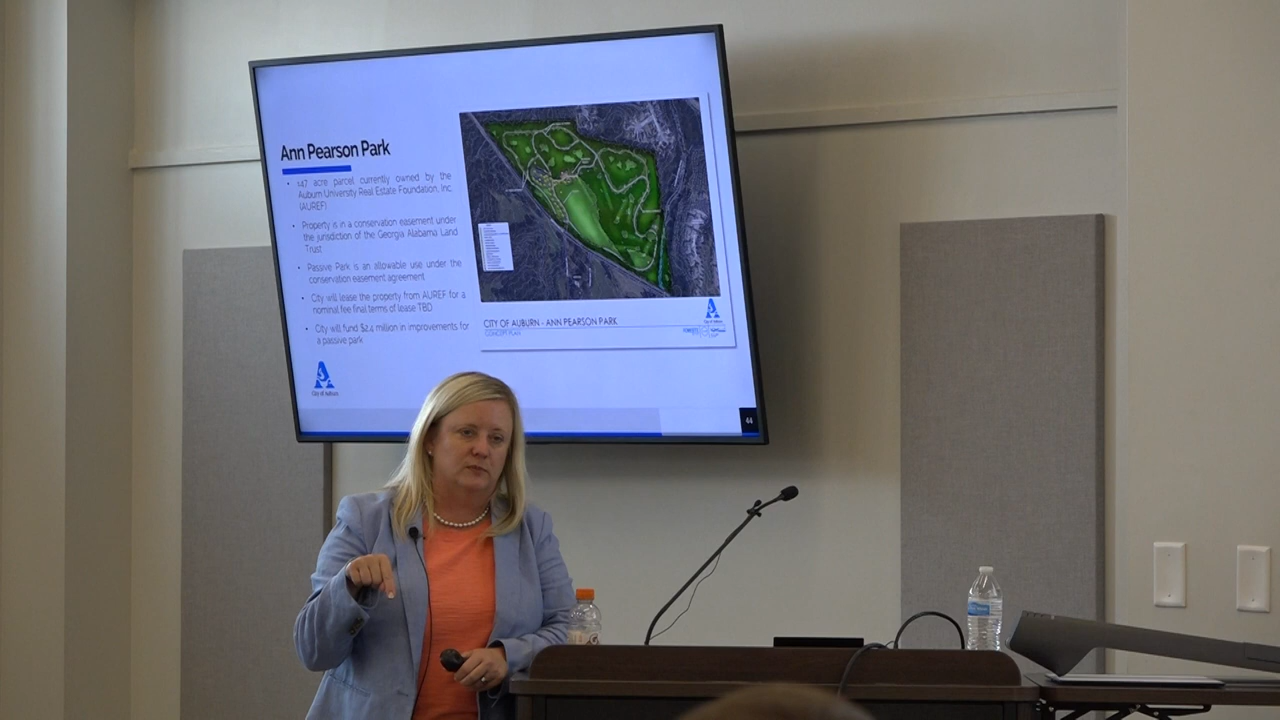 Ann Pearson Park
• 147 acre parcel currently owned by the
Auburn University Real Estate Foundation, Inc.
(AUREF)
• Property is in a conservation easement under
the jurisdiction of the Georgia Alabama Land
Trust
• Passive Park is an allowable use under the
conservation easement agreement
• City will lease the property from AUREF for a
nominal fee final terms of lease TBD
• City will fund $2.4 million in improvements for
a passive park
City of Auburn
CITY OF AUBURN - ANN PEARSON PARK
CONCEPT PLAN
City of Auburn
44